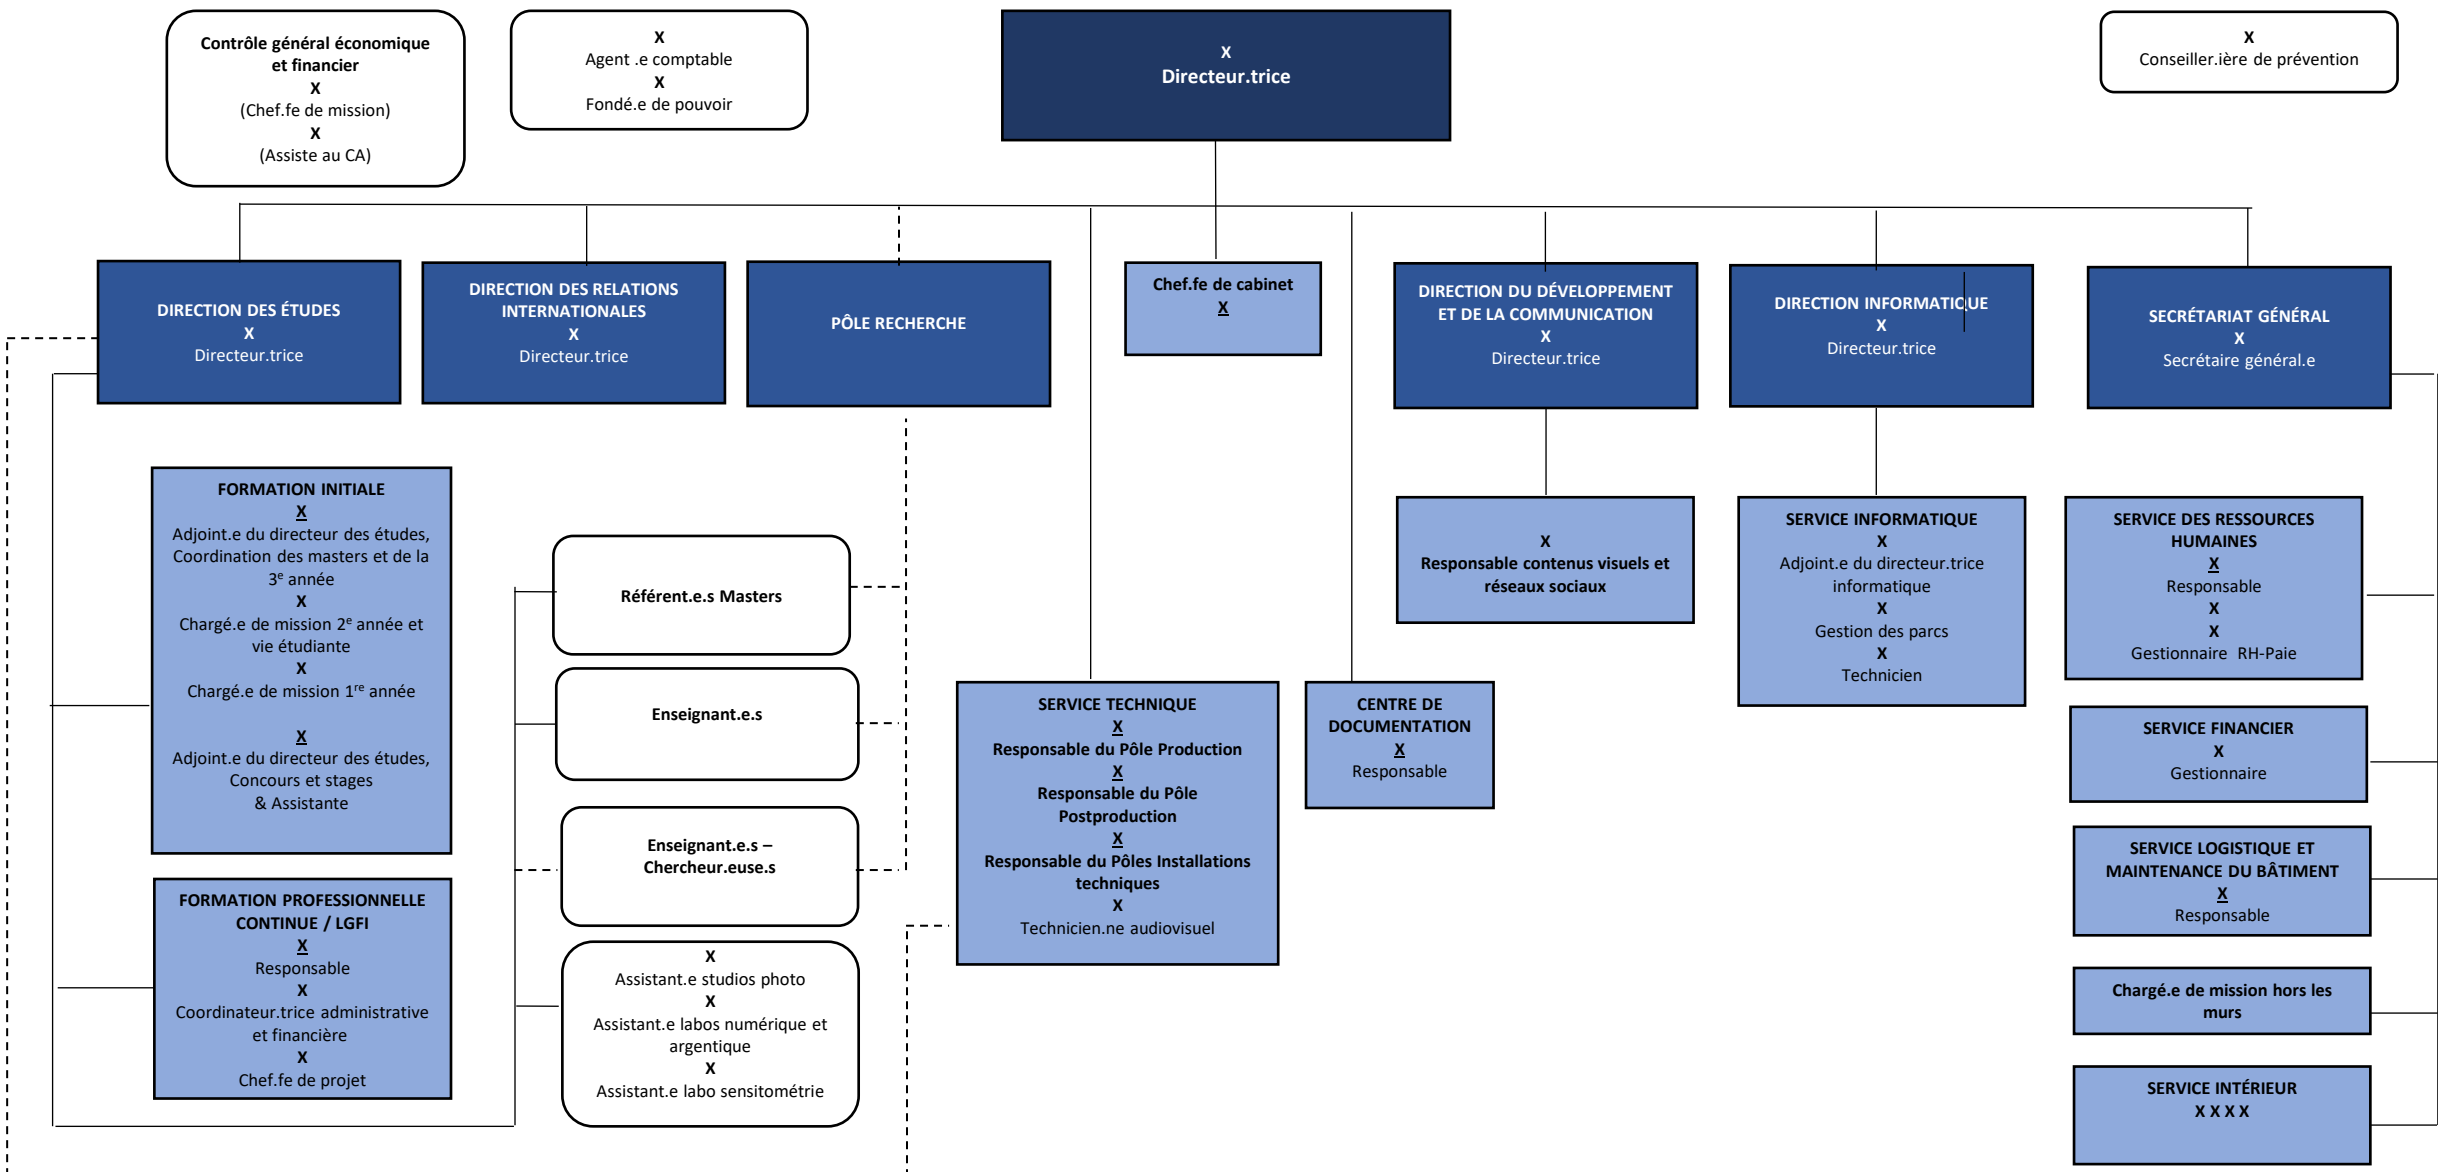 Contrôle général économique
et financier
X
(Chef.fe de mission)
X
(Assiste au CA)
X
Agent .e comptable
X
Fondé.e de pouvoir
X
Directeur.trice
X
Conseiller.ière de prévention
DIRECTION DES ÉTUDES
X
Directeur.trice
DIRECTION DES RELATIONS
INTERNATIONALES
X
Directeur.trice
PÔLE RECHERCHE
Chef.fe de cabinet
X
DIRECTION DU DÉVELOPPEMENT
ET DE LA COMMUNICATION
X
Directeur.trice
DIRECTION INFORMATIQUE
X
Directeur.trice
SECRÉTARIAT GÉNÉRAL
X
Secrétaire général.e
FORMATION INITIALE
X
Adjoint.e du directeur des études,
Coordination des masters et de la
3e année
X
Chargé.e de mission 2e année et
vie étudiante
X
Chargé.e de mission 1re année
X
Adjoint.e du directeur des études,
Concours et stages
& Assistante
FORMATION PROFESSIONNELLE
CONTINUE / LGFI
X
Responsable
X
Coordinateur.trice administrative
et financière
X
Chef.fe de projet
Référent.e.s Masters
Enseignant.e.s
Enseignant.e.s –
Chercheur.euse.s
X
Assistant.e studios photo
X
Assistant.e labos numérique et
argentique
X
Assistant.e labo sensitométrie
SERVICE TECHNIQUE
X
Responsable du Pôle Production
X
Responsable du Pôle
Postproduction
X
Responsable du Pôles Installations
techniques
X
Technicien.ne audiovisuel
CENTRE DE
DOCUMENTATION
X
Responsable
X
Responsable contenus visuels et
réseaux sociaux
SERVICE INFORMATIQUE
X
Adjoint.e du directeur.trice
informatique
X
Gestion des parcs
X
Technicien
SERVICE DES RESSOURCES
HUMAINES
X
Responsable
X
X
Gestionnaire RH-Paie
SERVICE FINANCIER
X
Gestionnaire
SERVICE LOGISTIQUE ET
MAINTENANCE DU BÂTIMENT
X
Responsable
Chargé.e de mission hors les
murs
SERVICE INTÉRIEUR
X X X X